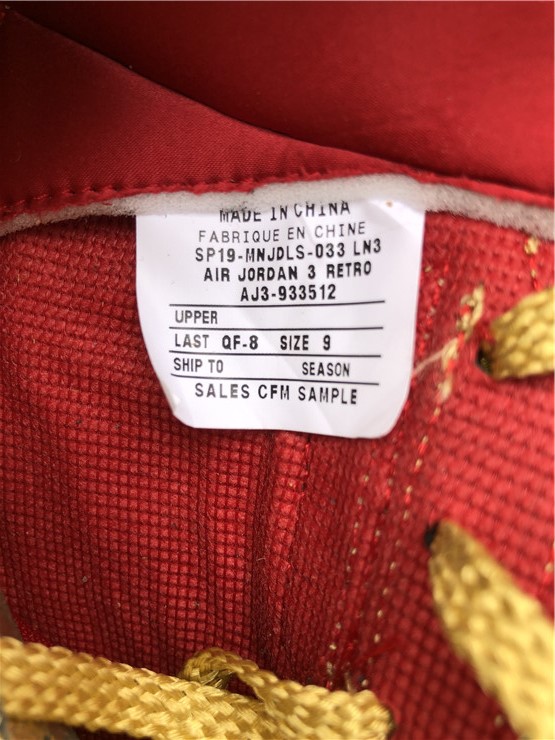 MADE IN CHINA
FABRIQUE EN CHINE
SP19-MNJDLS-033 LN3
AIR JORDAN 3 RETRO
AJ3-933512
UPPER
LAST QF-8 SIZE 9
SHIP TO SEASON
SALES CFM SAMPLE